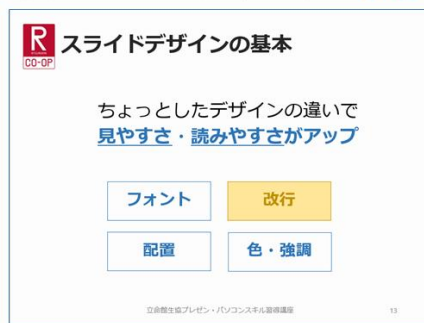 R
CO-OP
スライドデザインの基本
ちょっとしたデザインの違いで
見やすさ・読みやすさがアップ
フォント
改行
配置
色・強調
立命館生協プレゼン・パソコンスキル習得講座
13